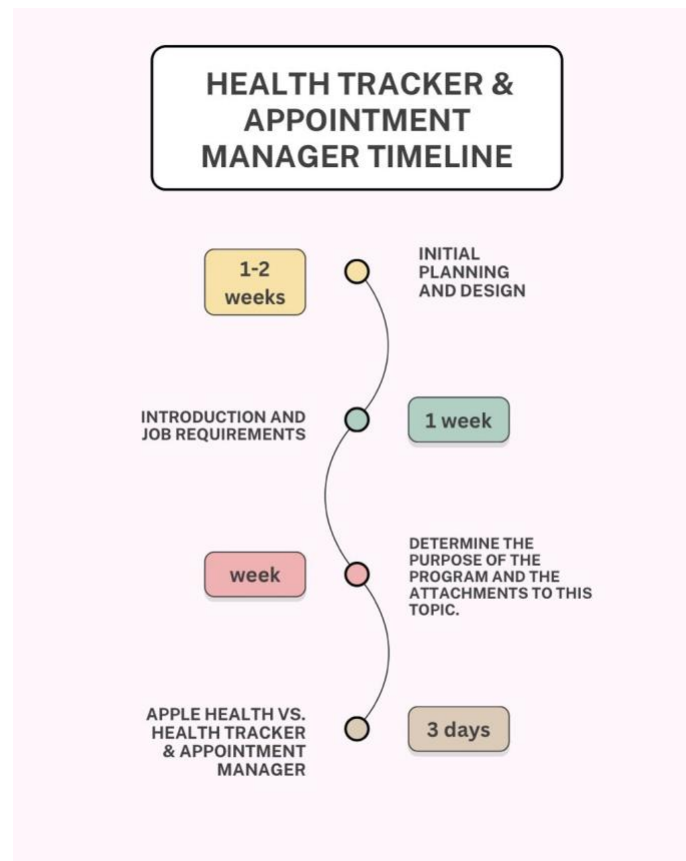 HEALTH TRACKER &
APPOINTMENT
MANAGER TIMELINE
1-2
weeks
INITIAL
PLANNING
AND DESIGN
INTRODUCTION AND
JOB REQUIREMENTS
1 week
week
DETERMINE THE
PURPOSE OF THE
PROGRAM AND THE
ATTACHMENTS TO THIS
TOPIC.
APPLE HEALTH VS.
HEALTH TRACKER
& APPOINTMENT
MANAGER
3 days